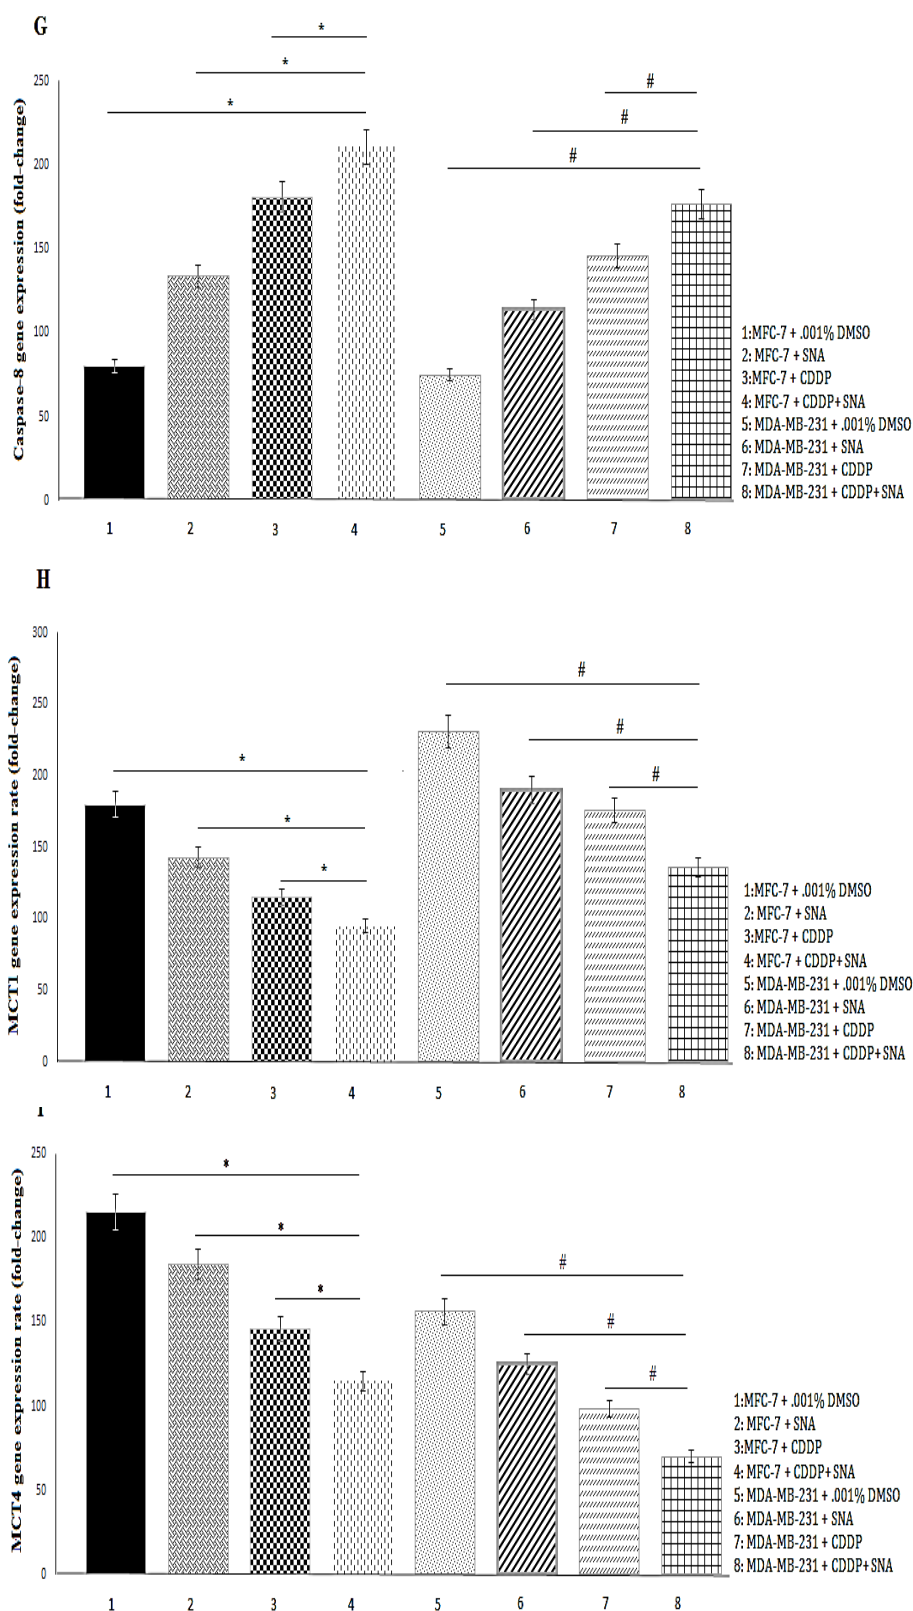 G
*
*
*
#
#
#
Caspase-8 gene expression (fold-change)
250
200
150
100
50
0
1 2 3 4 5 6 7 8
1:MFC-7 + .001% DMSO
2: MFC-7 + SNA
3:MFC-7 + CDDP
4: MFC-7 + CDDP+SNA
5: MDA-MB-231 + .001% DMSO
6: MDA-MB-231 + SNA
7: MDA-MB-231 + CDDP
8: MDA-MB-231 + CDDP+SNA
H
MCT1 gene expression rate (fold-change)
300
250
200
150
100
50
0
*
*
*
#
#
#
1 2 3 4 5 6 7 8
1:MFC-7 + .001% DMSO
2: MFC-7 + SNA
3:MFC-7 + CDDP
4: MFC-7 + CDDP+SNA
5: MDA-MB-231 + .001% DMSO
6: MDA-MB-231 + SNA
7: MDA-MB-231 + CDDP
8: MDA-MB-231 + CDDP+SNA
MCT4 gene expression rate (fold-change)
250
200
150
100
50
0
*
*
*
#
#
#
1 2 3 4 5 6 7 8
1:MFC-7 + .001% DMSO
2: MFC-7 + SNA
3:MFC-7 + CDDP
4: MFC-7 + CDDP+SNA
5: MDA-MB-231 + .001% DMSO
6: MDA-MB-231 + SNA
7: MDA-MB-231 + CDDP
8: MDA-MB-231 + CDDP+SNA